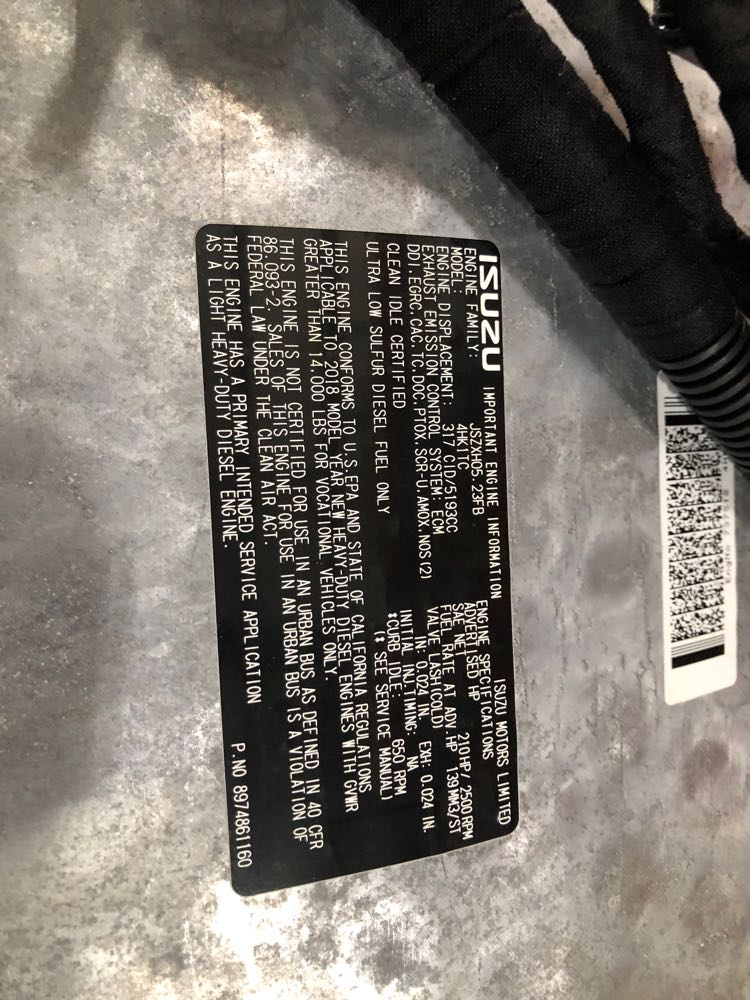 ISUZU IMPORTANT ENGINE INFORMATION ISUZU MOTORS LIMITED
ENGINE FAMILY: JSZXH05.23FB
MODEL: 4HK1TC
ENGINE DISPLACEMENT: 317 CID/5193CC
EXHAUST EMISSION CONTROL SYSTEM: ECM
DDI,EGRC,CAC,TC,DOC,PTOX,SCR-U,AMOX,NOS(2)
CLEAN IDLE CERTIFIED
ULTRA LOW SULFUR DIESEL FUEL ONLY
ENGINE SPECIFICATIONS
ADVERTISED HP
SAE NET 210HP/ 2500RPM
FUEL RATE AT ADV.HP 139MM3/ST
VALVE LASH(COLD)
IN: 0.024 IN. EXH: 0.024 IN.
INITIAL INJ.TIMING: NA
‡CURB IDLE: 650 RPM
(‡ SEE SERVICE MANUAL)
THIS ENGINE CONFORMS TO U.S.EPA AND STATE OF CALIFORNIA REGULATIONS
APPLICABLE TO 2018 MODEL YEAR NEW HEAVY-DUTY DIESEL ENGINES WITH GVWR
GREATER THAN 14,000 LBS FOR VOCATIONAL VEHICLES ONLY.
THIS ENGINE IS NOT CERTIFIED FOR USE IN AN URBAN BUS AS DEFINED IN 40 CFR
86.093-2. SALES OF THIS ENGINE FOR USE IN AN URBAN BUS IS A VIOLATION OF
FEDERAL LAW UNDER THE CLEAN AIR ACT.
THIS ENGINE HAS A PRIMARY INTENDED SERVICE APPLICATION
AS A LIGHT HEAVY-DUTY DIESEL ENGINE.
P.NO 8974861160
Engine